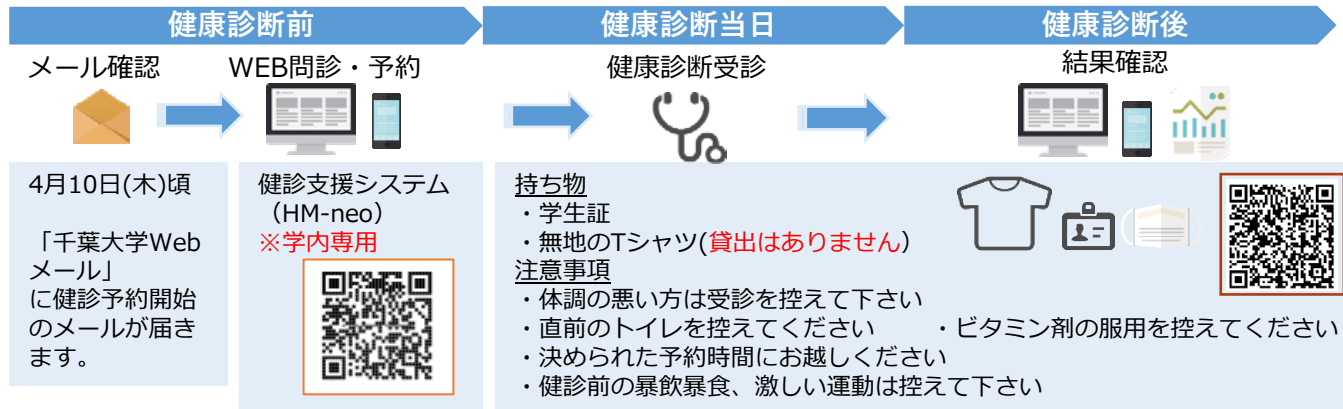 健康診断前
健康診断当日
健康診断後
メール確認
WEB問診・予約
健康診断受診
結果確認
4月10日(木)頃
「千葉大学Web
メール」
に健診予約開始
のメールが届き
ます。
健診支援システム
（HM-neo）
※学内専用
持ち物
・学生証
・無地のTシャツ(貸出はありません)
注意事項
・体調の悪い方は受診を控えて下さい
・直前のトイレを控えてください　　・ビタミン剤の服用を控えてください
・決められた予約時間にお越しください
・健診前の暴飲暴食、激しい運動は控えて下さい